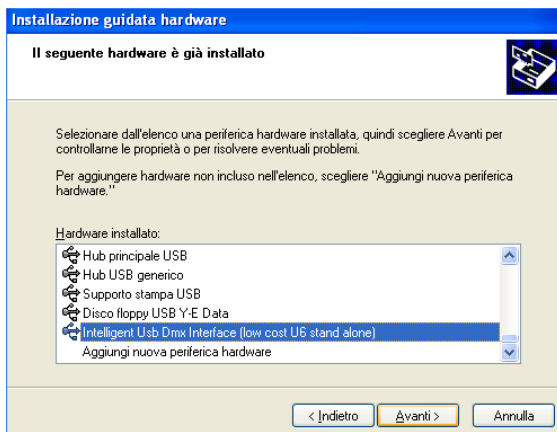 Installazione guidata hardware
Il seguente hardware è già installato
Selezionare dall'elenco una periferica hardware installata, quindi scegliere Avanti per
controllarne le proprietà o per risolvere eventuali problemi.
Per aggiungere hardware non incluso nell'elenco, scegliere "Aggiungi nuova periferica
hardware."
Hardware installato:
Hub principale USB
Hub USB generico
Supporto stampa USB
Disco floppy USB Y-E Data
Intelligent Usb Dmx Interface (low cost U6 stand alone)
Aggiungi nuova periferica hardware
< Indietro
Avanti >
Annulla